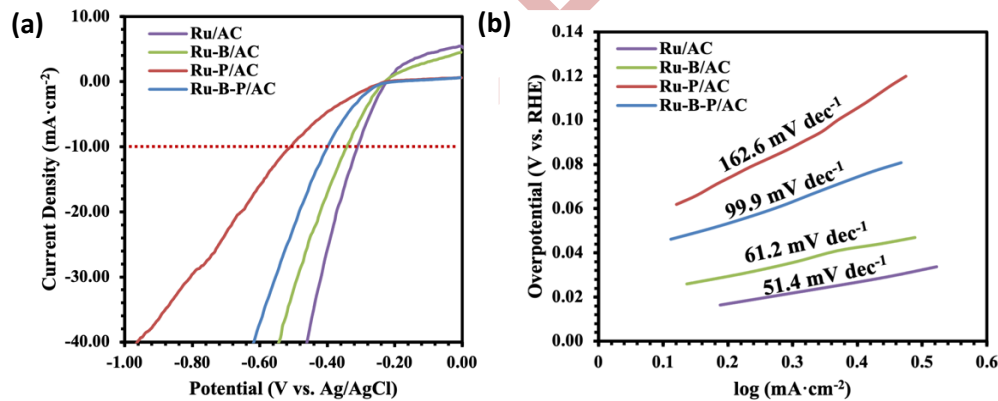 (a)
10.00
0.00
-10.00
-20.00
-30.00
-40.00
Current Density (mA·cm⁻²)
Ru/AC
Ru-B/AC
Ru-P/AC
Ru-B-P/AC
-1.00 -0.80 -0.60 -0.40 -0.20 0.00
Potential (V vs. Ag/AgCl)
(b)
0.14
0.12
0.10
0.08
0.06
0.04
0.02
0.00
Overpotential (V vs. RHE)
Ru/AC
Ru-B/AC
Ru-P/AC
Ru-B-P/AC
162.6 mV dec⁻¹
99.9 mV dec⁻¹
61.2 mV dec⁻¹
51.4 mV dec⁻¹
0 0.1 0.2 0.3 0.4 0.5 0.6
log (mA·cm⁻²)